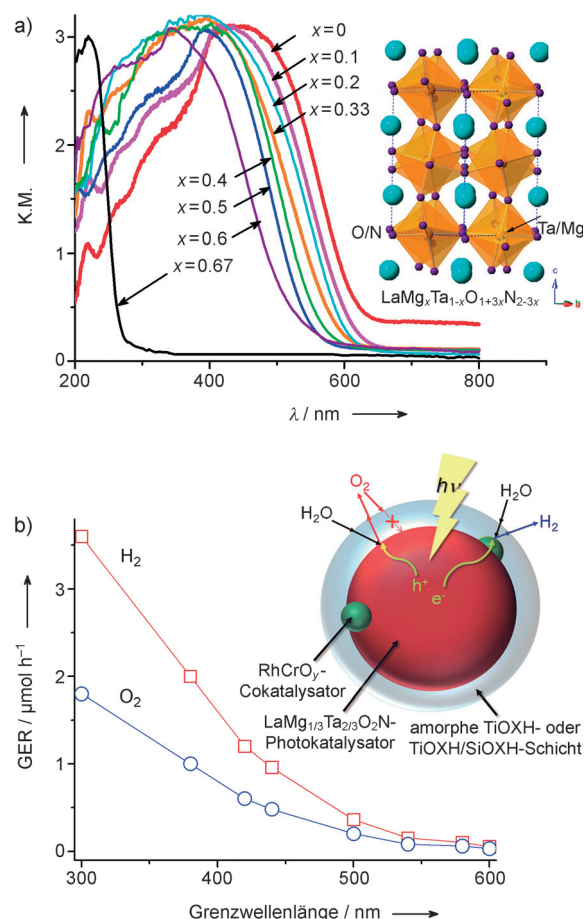 a)
K.M.
3
2
1
0
200
400
600
800
λ / nm
x=0
x=0.1
x=0.2
x=0.33
x=0.4
x=0.5
x=0.6
x=0.67
O/N
Ta/Mg
LaMgxTa1-xO1+3xN2-3x
c
b
b)
GER / μmol h⁻¹
3
2
1
0
300
400
500
600
Grenzwellenlänge / nm
H₂
O₂
O₂
hν
H₂O
H₂O
H₂
h⁺
e⁻
RhCrOy-
Cokatalysator
LaMg1/3Ta2/3O2N-
Photokatalysator
amorphe TiOXH- oder
TiOXH/SiOXH-Schicht